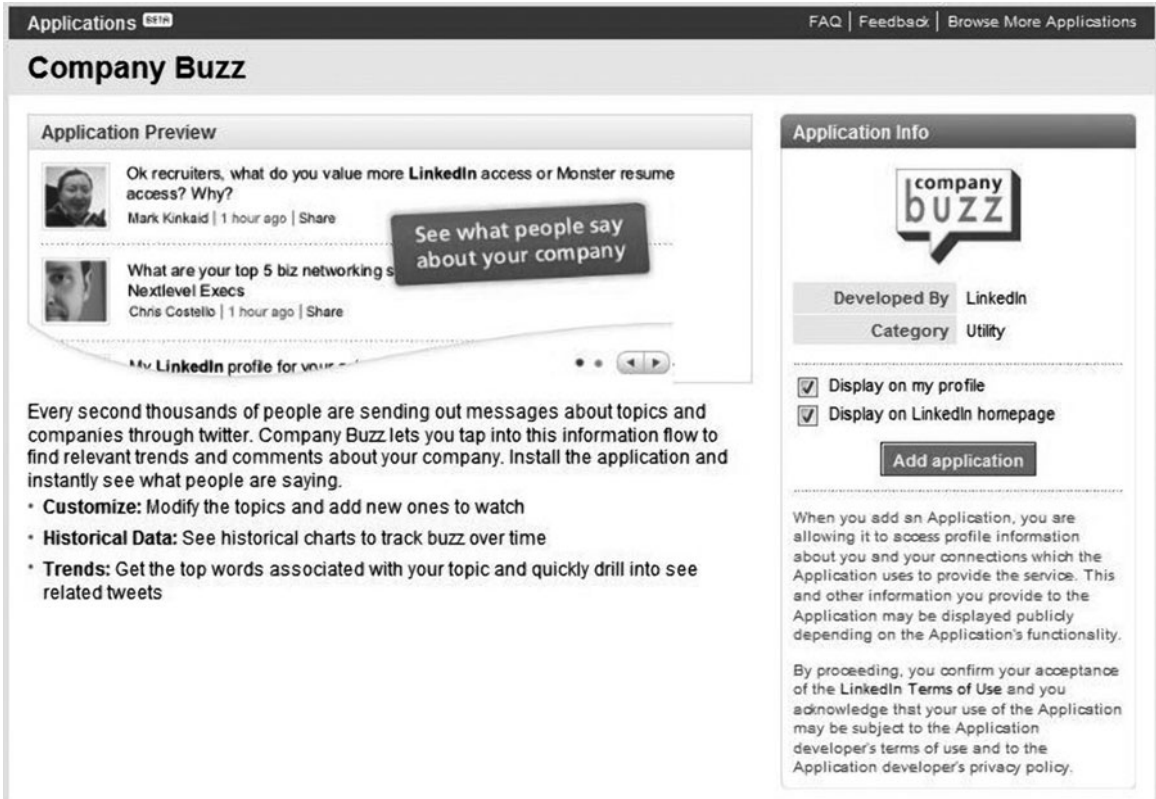 Applications BETA
FAQ | Feedback | Browse More Applications
Company Buzz
Application Preview
Ok recruiters, what do you value more LinkedIn access or Monster resume
access? Why?
Mark Kinkaid | 1 hour ago | Share
See what people say
about your company
What are your top 5 biz networking s
Nextlevel Execs
Chris Costello | 1 hour ago | Share
My LinkedIn profile for your
Every second thousands of people are sending out messages about topics and
companies through twitter. Company Buzz lets you tap into this information flow to
find relevant trends and comments about your company. Install the application and
instantly see what people are saying.
• Customize: Modify the topics and add new ones to watch
• Historical Data: See historical charts to track buzz over time
• Trends: Get the top words associated with your topic and quickly drill into see
related tweets
Application Info
company
buzz
Developed By LinkedIn
Category Utility
Display on my profile
Display on LinkedIn homepage
Add application
When you add an Application, you are
allowing it to access profile information
about you and your connections which the
Application uses to provide the service. This
and other information you provide to the
Application may be displayed publicly
depending on the Application's functionality.
By proceeding, you confirm your acceptance
of the LinkedIn Terms of Use and you
acknowledge that your use of the Application
may be subject to the Application
developer's terms of use and to the
Application developer's privacy policy.